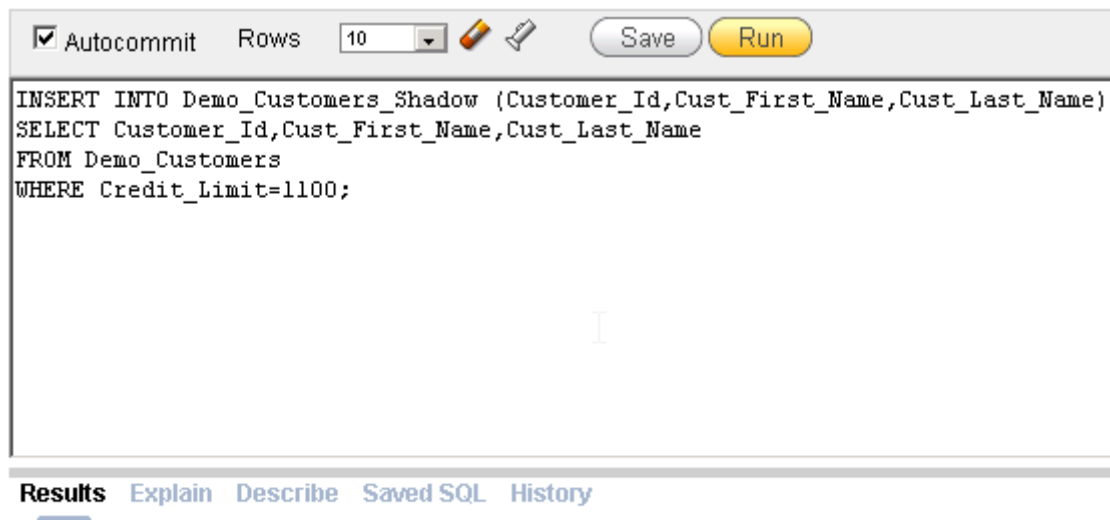 Autocommit Rows 10 Save Run
INSERT INTO Demo_Customers_Shadow (Customer_Id,Cust_First_Name,Cust_Last_Name)
SELECT Customer_Id,Cust_First_Name,Cust_Last_Name
FROM Demo_Customers
WHERE Credit_Limit=1100;
Results Explain Describe Saved SQL History